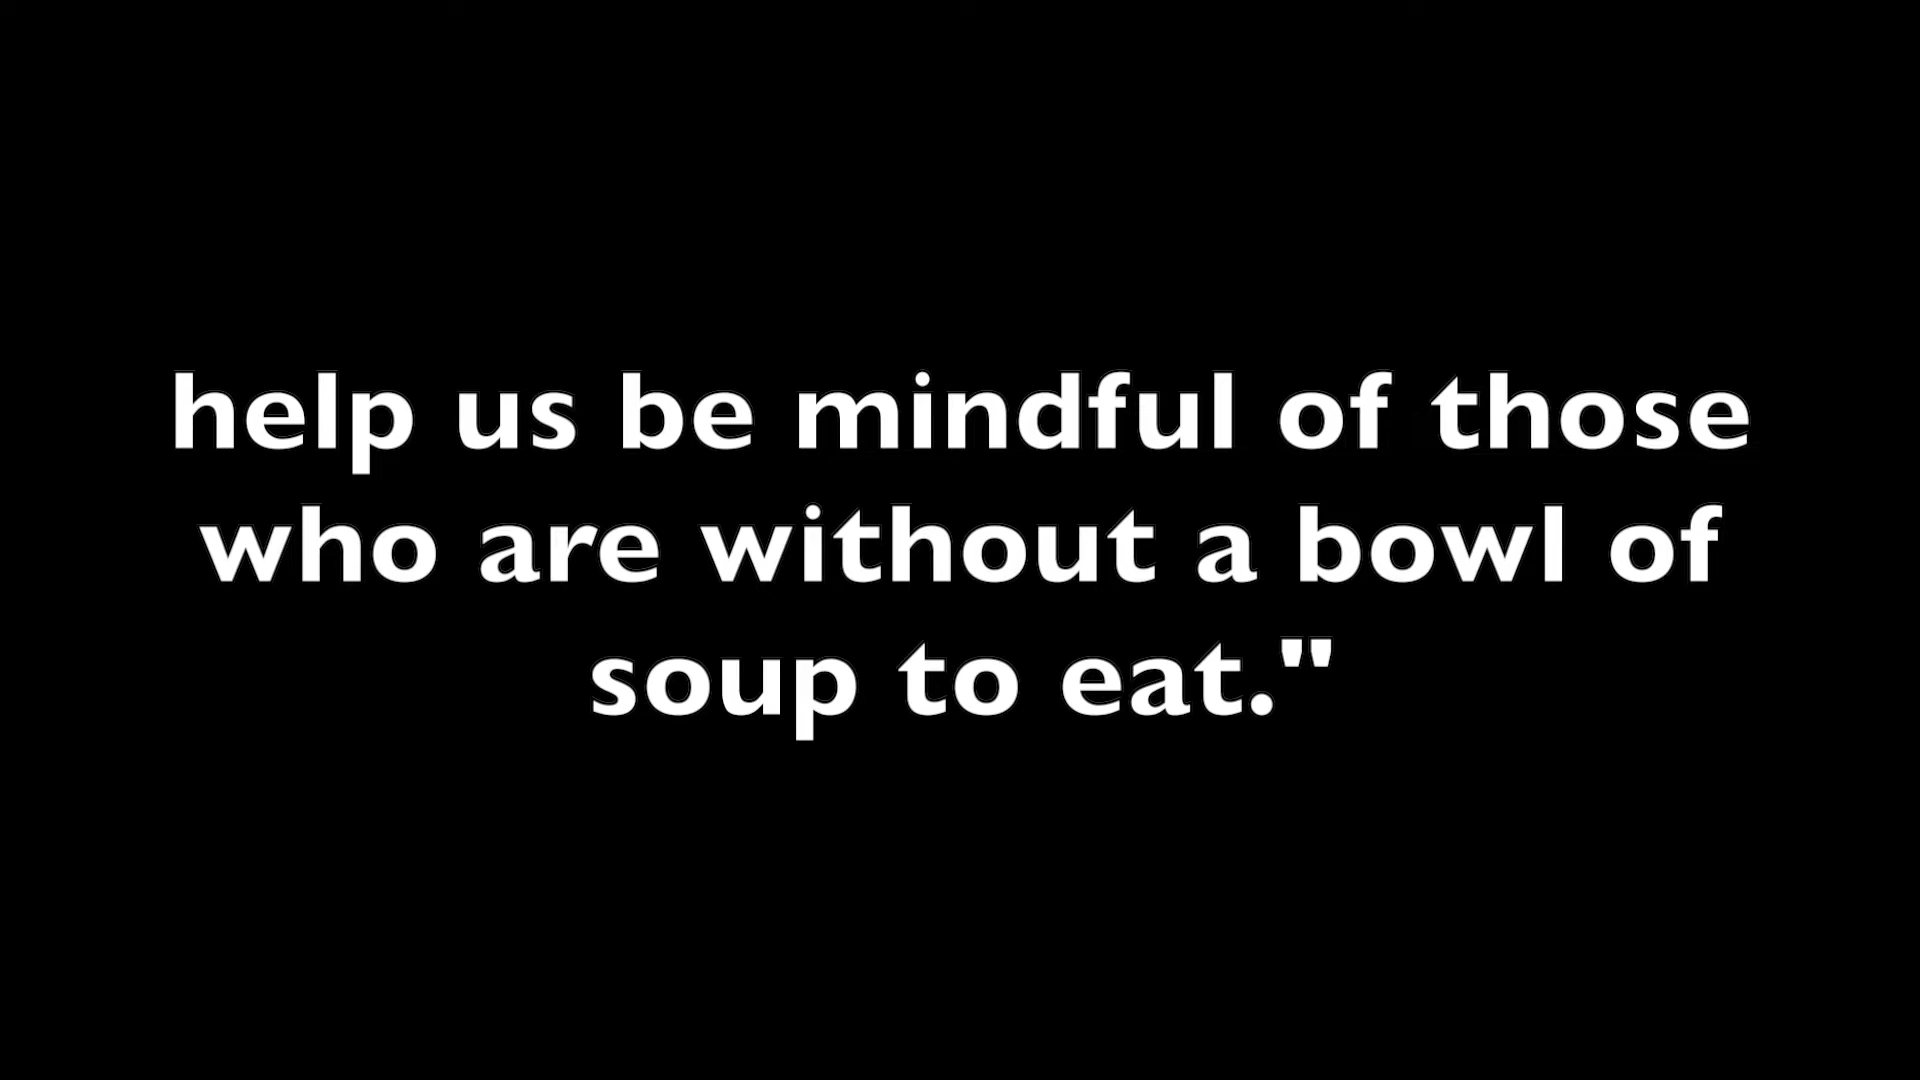 help us be mindful of those
who are without a bowl of
soup to eat."